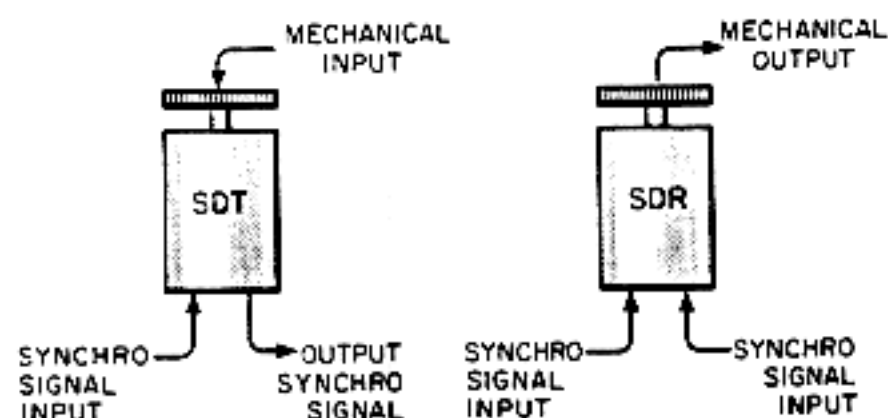 MECHANICAL
INPUT
SDT
SYNCHRO
SIGNAL
INPUT
OUTPUT
SYNCHRO
SIGNAL
MECHANICAL
OUTPUT
SDR
SYNCHRO
SIGNAL
INPUT
SYNCHRO
SIGNAL
INPUT